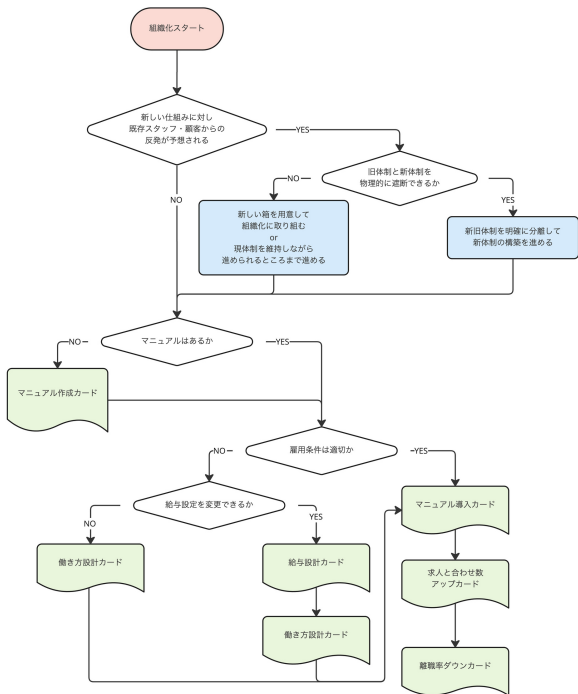 組織化スタート
新しい仕組みに対し
既存スタッフ・顧客からの
反発が予想される
YES
旧体制と新体制を
物理的に遮断できるか
NO
YES
NO
新しい箱を用意して
組織化に取り組む
or
現体制を維持しながら
進められるところまで進める
新旧体制を明確に分離して
新体制の構築を進める
マニュアルはあるか
NO
YES
マニュアル作成カード
雇用条件は適切か
NO
YES
給与設定を変更できるか
マニュアル導入カード
NO
YES
働き方設計カード
給与設計カード
求人と合わせ数
アップカード
働き方設計カード
離職率ダウンカード